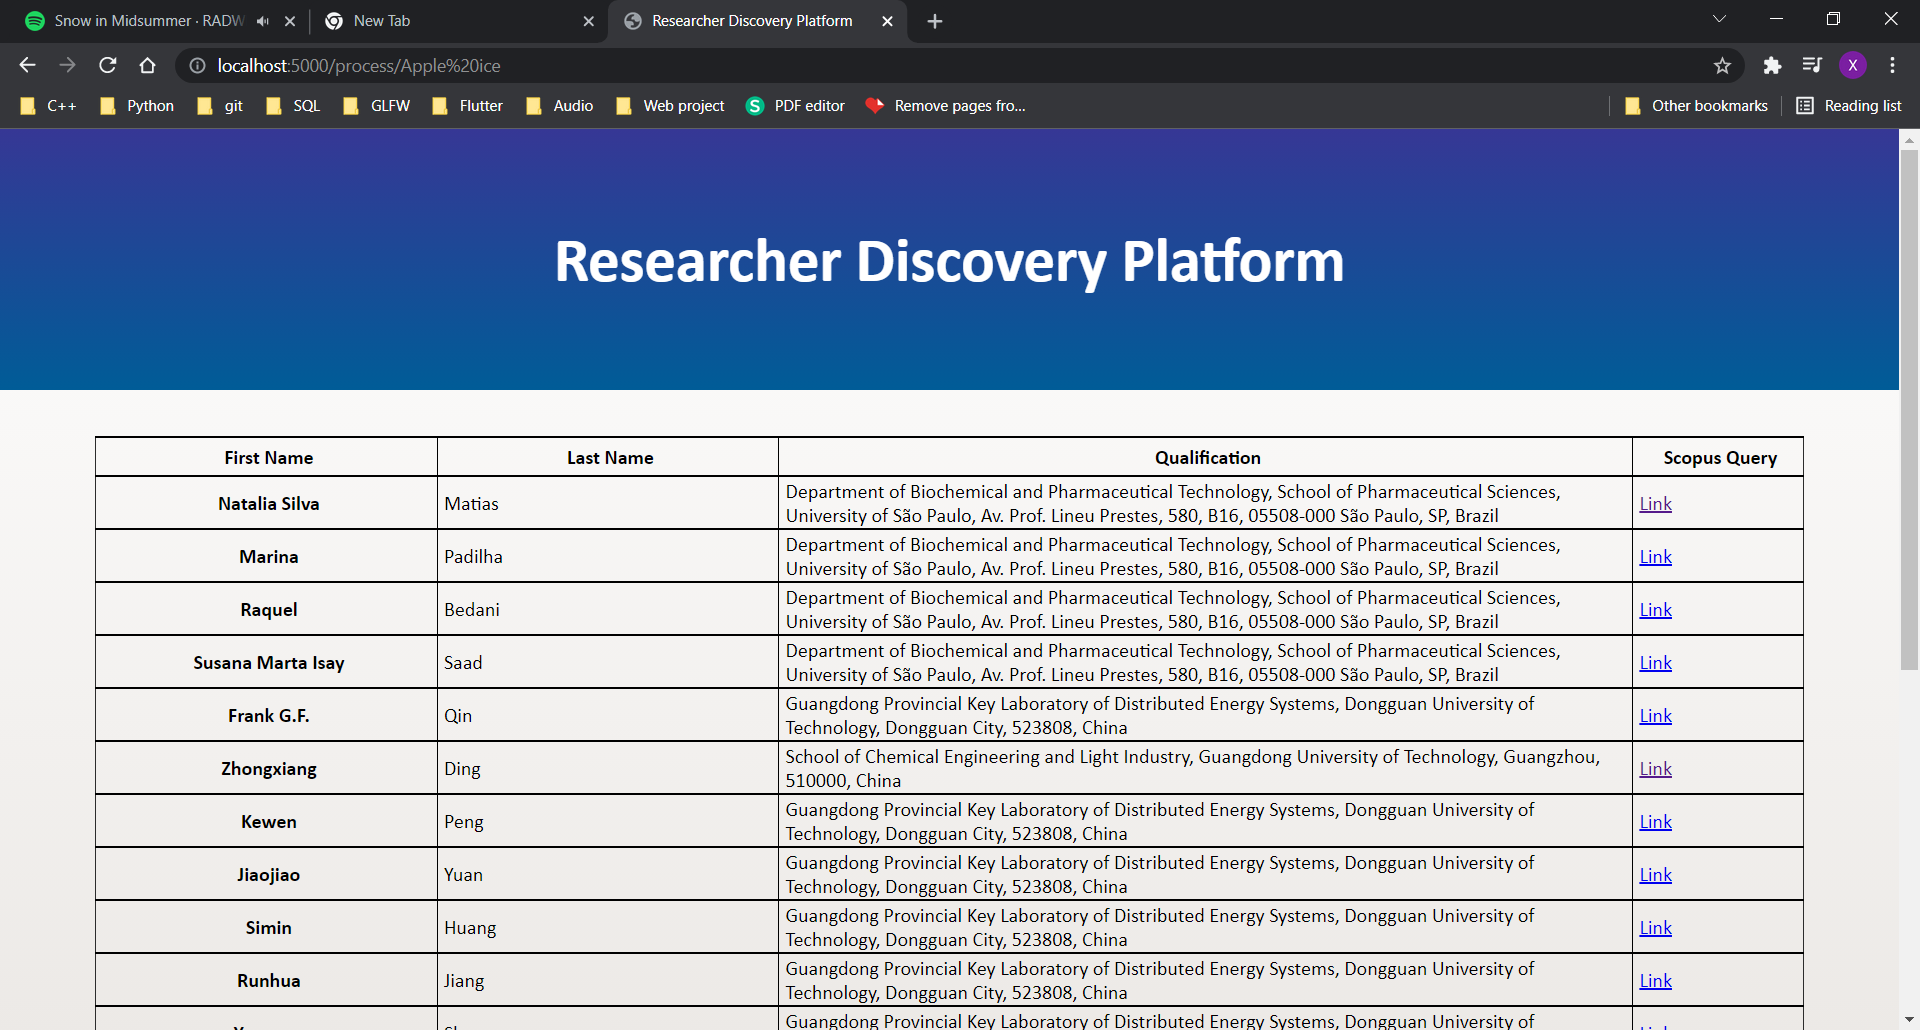 Snow in Midsummer · RADW
New Tab
Researcher Discovery Platform
localhost:5000/process/Apple%20ice
X
C++
Python
git
SQL
GLFW
Flutter
Audio
Web project
S
PDF editor
Remove pages fro...
Other bookmarks
Reading list
Researcher Discovery Platform
First Name Last Name Qualification Scopus Query
Natalia Silva Matias Department of Biochemical and Pharmaceutical Technology, School of Pharmaceutical Sciences,
University of São Paulo, Av. Prof. Lineu Prestes, 580, B16, 05508-000 São Paulo, SP, Brazil Link
Marina Padilha Department of Biochemical and Pharmaceutical Technology, School of Pharmaceutical Sciences,
University of São Paulo, Av. Prof. Lineu Prestes, 580, B16, 05508-000 São Paulo, SP, Brazil Link
Raquel Bedani Department of Biochemical and Pharmaceutical Technology, School of Pharmaceutical Sciences,
University of São Paulo, Av. Prof. Lineu Prestes, 580, B16, 05508-000 São Paulo, SP, Brazil Link
Susana Marta Isay Saad Department of Biochemical and Pharmaceutical Technology, School of Pharmaceutical Sciences,
University of São Paulo, Av. Prof. Lineu Prestes, 580, B16, 05508-000 São Paulo, SP, Brazil Link
Frank G.F. Qin Guangdong Provincial Key Laboratory of Distributed Energy Systems, Dongguan University of
Technology, Dongguan City, 523808, China Link
Zhongxiang Ding School of Chemical Engineering and Light Industry, Guangdong University of Technology, Guangzhou,
510000, China Link
Kewen Peng Guangdong Provincial Key Laboratory of Distributed Energy Systems, Dongguan University of
Technology, Dongguan City, 523808, China Link
Jiaojiao Yuan Guangdong Provincial Key Laboratory of Distributed Energy Systems, Dongguan University of
Technology, Dongguan City, 523808, China Link
Simin Huang Guangdong Provincial Key Laboratory of Distributed Energy Systems, Dongguan University of
Technology, Dongguan City, 523808, China Link
Runhua Jiang Guangdong Provincial Key Laboratory of Distributed Energy Systems, Dongguan University of
Technology, Dongguan City, 523808, China Link
Guangdong Provincial Key Laboratory of Distributed Energy Systems, Dongguan University of